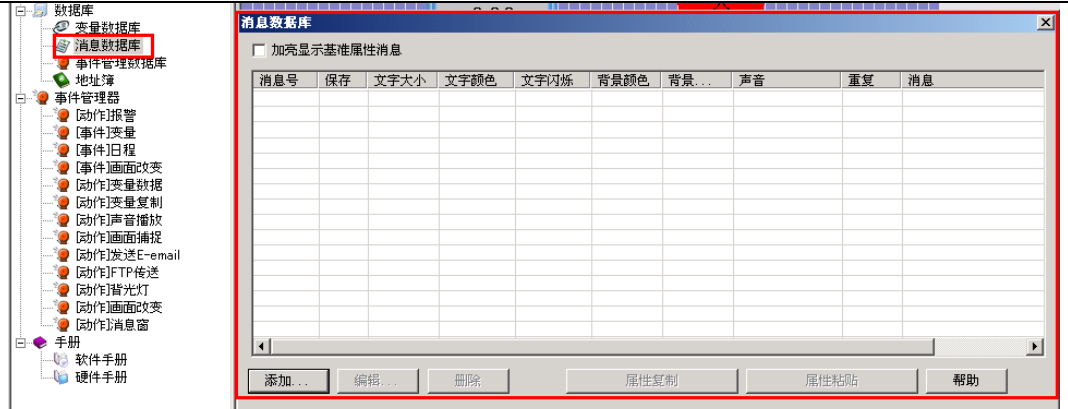 数据库
变量数据库
消息数据库
事件管理数据库
地址簿
事件管理器
[动作]报警
[事件]变量
[事件]日程
[事件]画面改变
[动作]变量数据
[动作]变量复制
[动作]声音播放
[动作]画面捕捉
[动作]发送E-email
[动作]FTP传送
[动作]背光灯
[动作]画面改变
[动作]消息窗
手册
软件手册
硬件手册
消息数据库
加亮显示基准属性消息
消息号 保存 文字大小 文字颜色 文字闪烁 背景颜色 背景... 声音 重复 消息
添加... 编辑... 删除 属性复制 属性粘贴 帮助